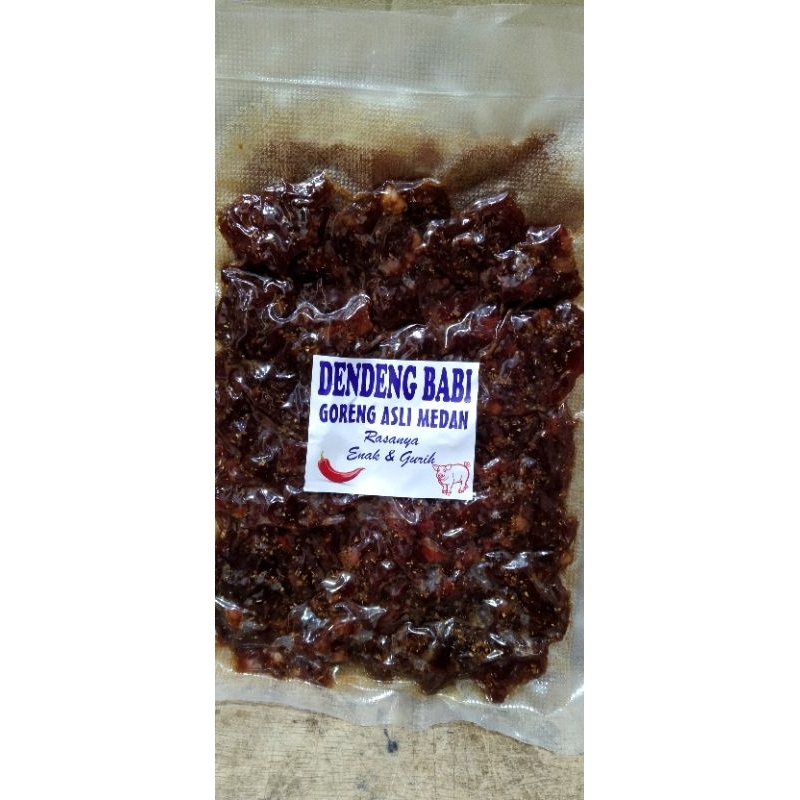 DENDENG BABI
GORENG ASLI MEDAN
Rasanya
Enak & Gurih